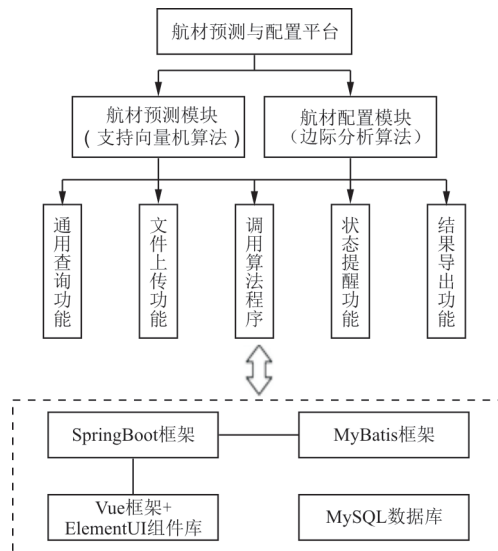 航材预测与配置平台
航材预测模块
(支持向量机算法)
航材配置模块
(边际分析算法)
通用查询功能
文件上传功能
调用算法程序
状态提醒功能
结果导出功能
SpringBoot框架
MyBatis框架
Vue框架+
ElementUI组件库
MySQL数据库